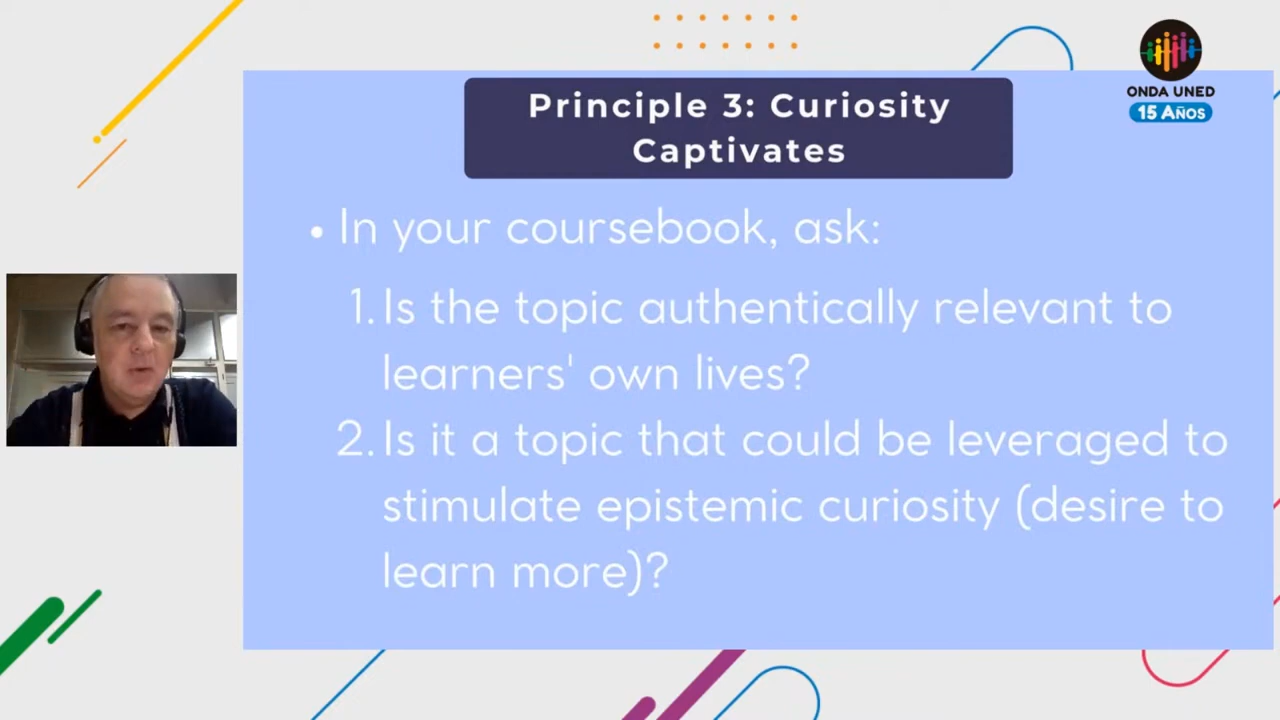 ONDA UNED
15 AÑOS
Principle 3: Curiosity
Captivates
• In your coursebook, ask:
1. Is the topic authentically relevant to
learners' own lives?
2. Is it a topic that could be leveraged to
stimulate epistemic curiosity (desire to
learn more)?